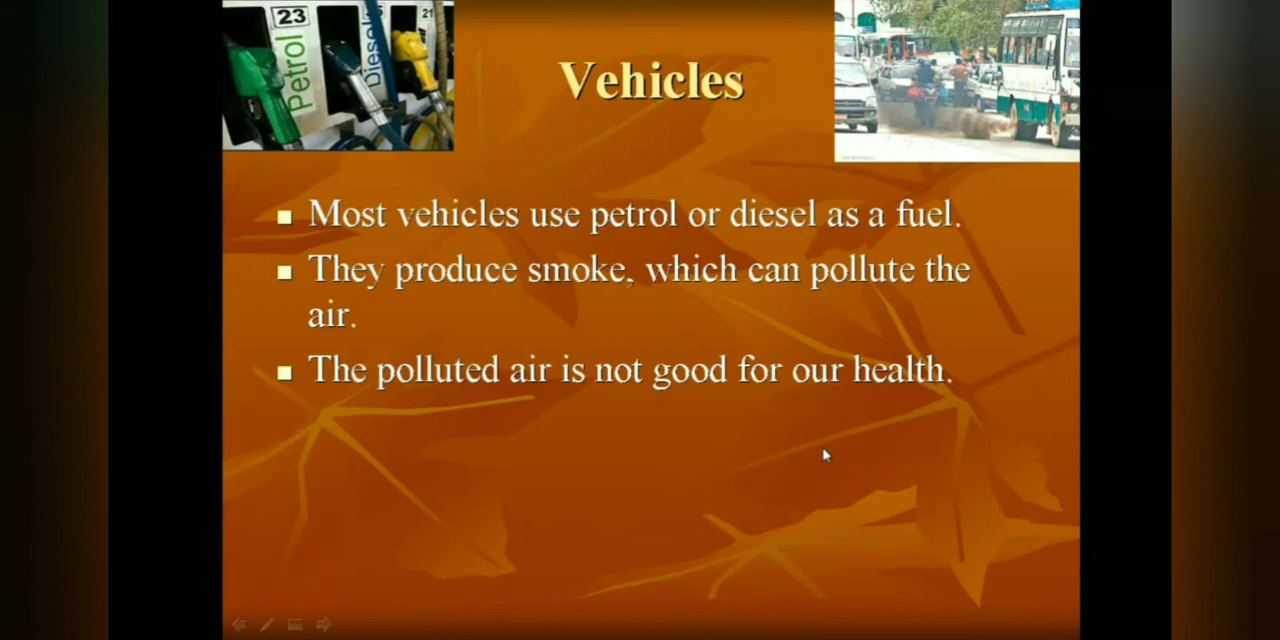 23
Petrol
Diesel
21
Vehicles
Most vehicles use petrol or diesel as a fuel.
They produce smoke, which can pollute the
air.
The polluted air is not good for our health.